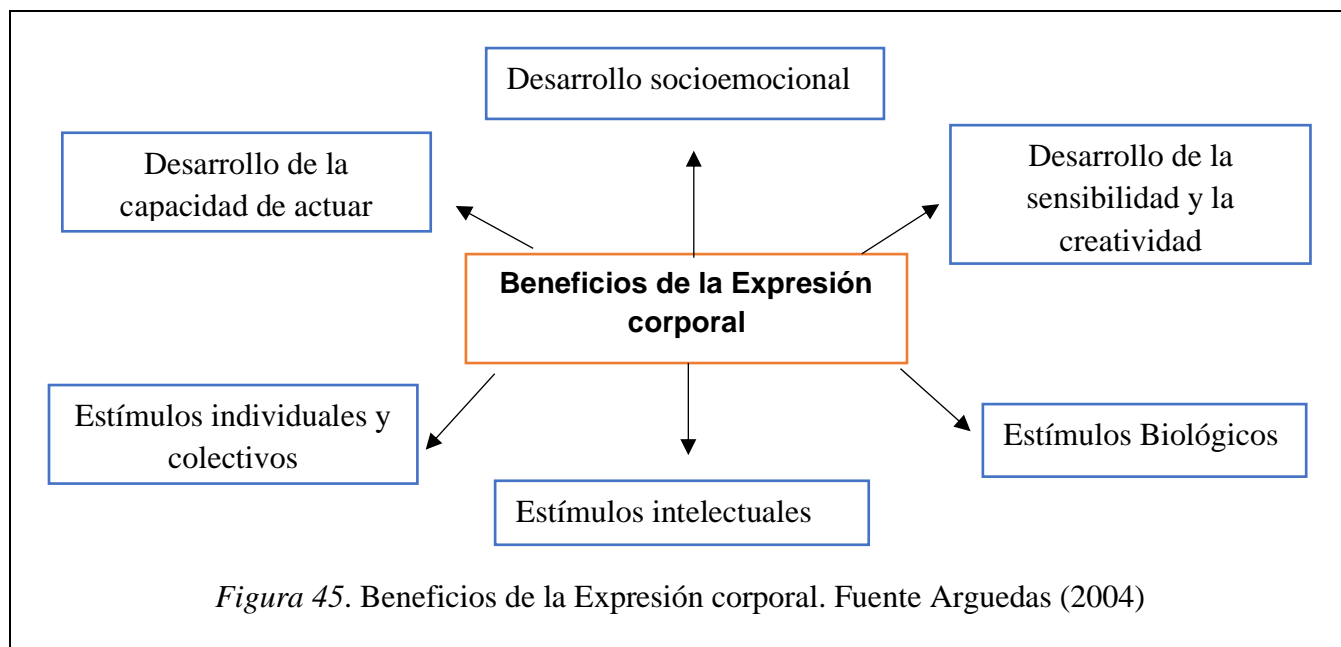 Desarrollo socioemocional
Desarrollo de la
capacidad de actuar
Desarrollo de la
sensibilidad y la
creatividad
Beneficios de la Expresión
corporal
Estímulos individuales y
colectivos
Estímulos intelectuales
Estímulos Biológicos
Figura 45. Beneficios de la Expresión corporal. Fuente Arguedas (2004)